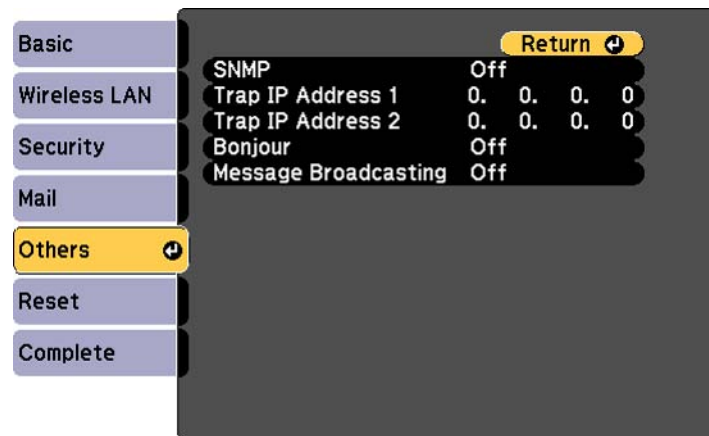 Basic
Wireless LAN
Security
Mail
Others
Reset
Complete
Return
SNMP Off
Trap IP Address 1 0. 0. 0. 0
Trap IP Address 2 0. 0. 0. 0
Bonjour Off
Message Broadcasting Off